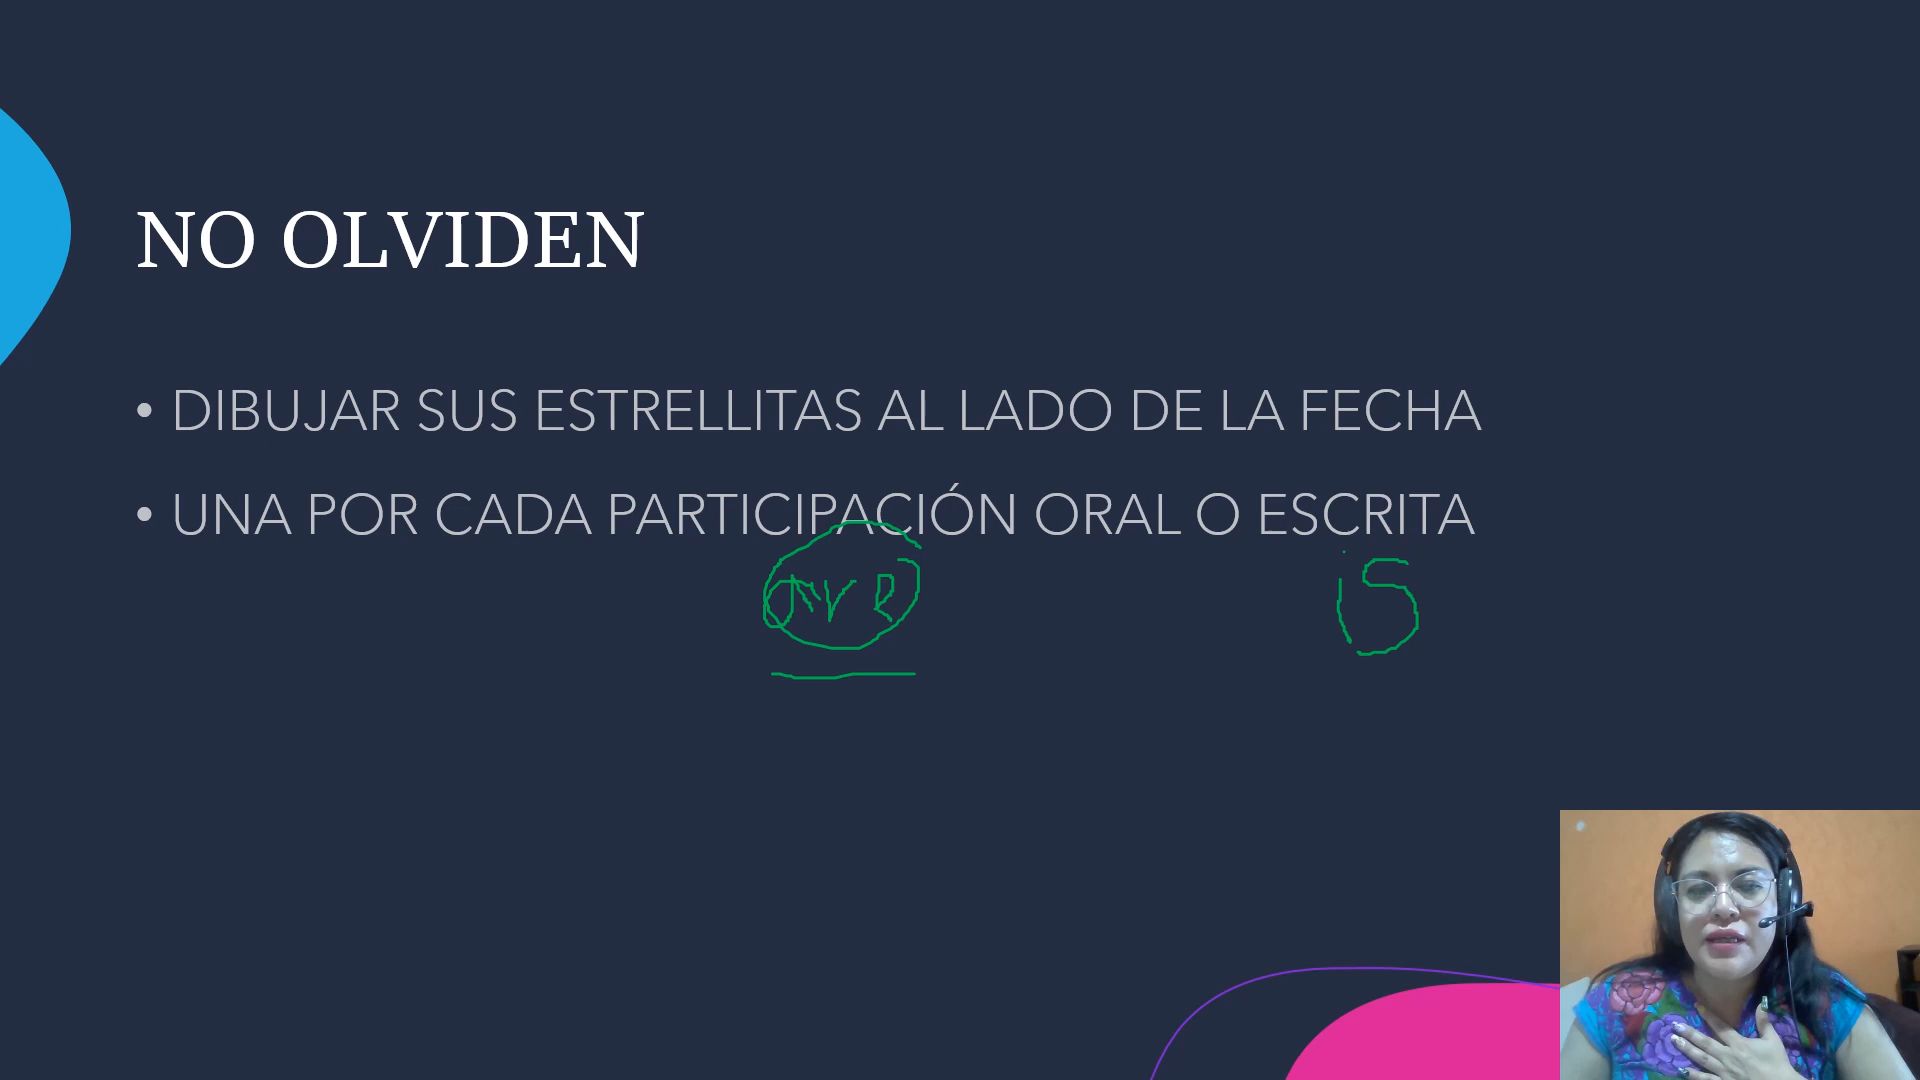 NO OLVIDEN
• DIBUJAR SUS ESTRELLITAS AL LADO DE LA FECHA
• UNA POR CADA PARTICIPACIÓN ORAL O ESCRITA